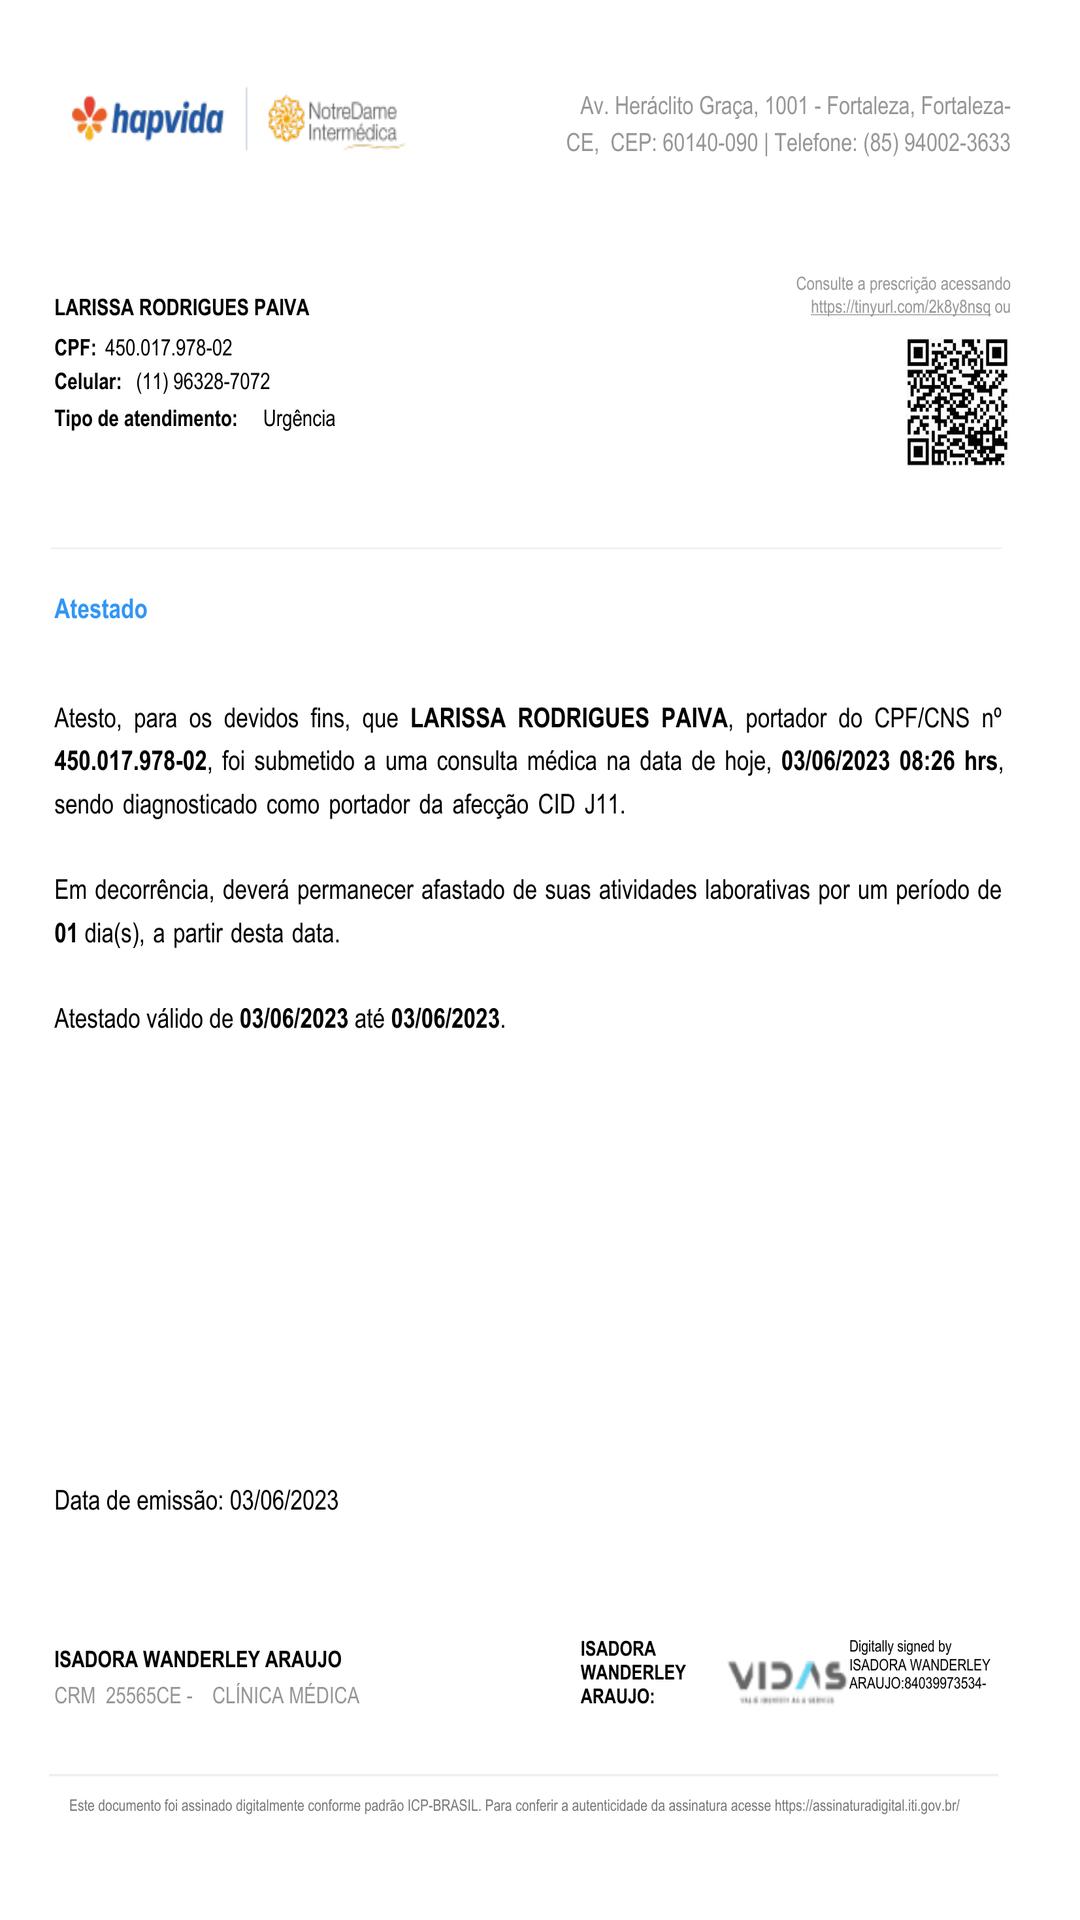 hapvida
NotreDame
Intermédica
Av. Heráclito Graça, 1001 - Fortaleza, Fortaleza-
CE, CEP: 60140-090 | Telefone: (85) 94002-3633
Consulte a prescrição acessando
https://tinyurl.com/2k8y8nsq ou
LARISSA RODRIGUES PAIVA
CPF: 450.017.978-02
Celular: (11) 96328-7072
Tipo de atendimento: Urgência
Atestado
Atesto, para os devidos fins, que LARISSA RODRIGUES PAIVA, portador do CPF/CNS nº
450.017.978-02, foi submetido a uma consulta médica na data de hoje, 03/06/2023 08:26 hrs,
sendo diagnosticado como portador da afecção CID J11.
Em decorrência, deverá permanecer afastado de suas atividades laborativas por um período de
01 dia(s), a partir desta data.
Atestado válido de 03/06/2023 até 03/06/2023.
Data de emissão: 03/06/2023
ISADORA WANDERLEY ARAUJO
CRM 25565CE - CLÍNICA MÉDICA
ISADORA
WANDERLEY
ARAUJO:
VIDAS
Digitally signed by
ISADORA WANDERLEY
ARAUJO:84039973534-
Este documento foi assinado digitalmente conforme padrão ICP-BRASIL. Para conferir a autenticidade da assinatura acesse https://assinaturadigital.iti.gov.br/